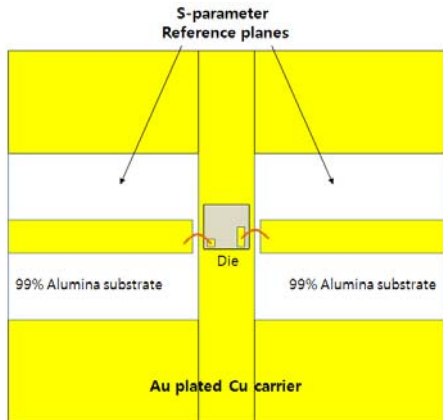 S-parameter
Reference planes
Die
99% Alumina substrate
99% Alumina substrate
Au plated Cu carrier